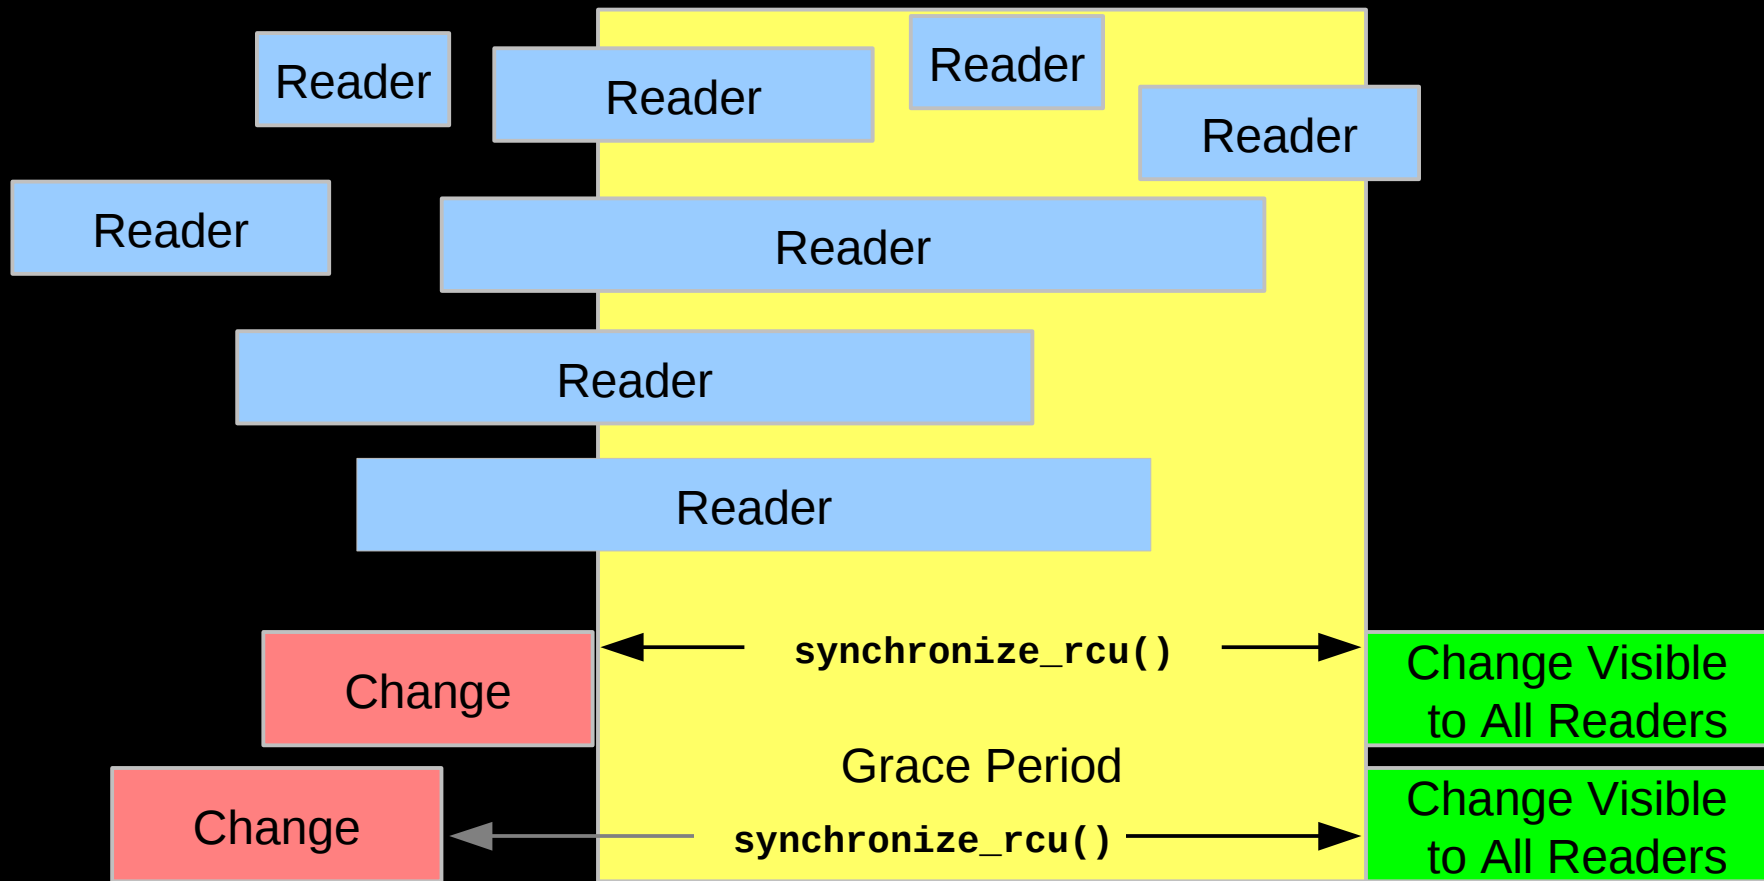 Reader
Reader
Reader
Reader
Reader
Reader
Reader
Reader
synchronize_rcu()
Change
Change Visible
to All Readers
Grace Period
Change
synchronize_rcu()
Change Visible
to All Readers